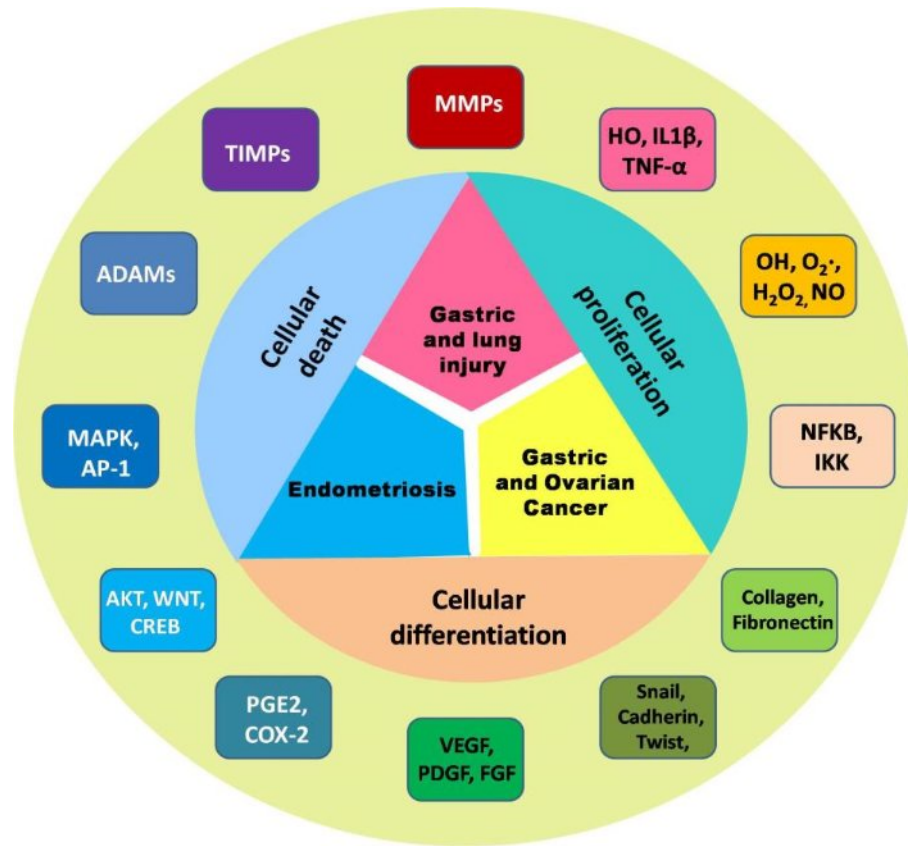 MMPs
TIMPs
HO, IL1β,
TNF-α
ADAMs
OH, O₂·,
H₂O₂, NO
Cellular
death
Gastric
and lung
injury
Cellular
proliferation
MAPK,
AP-1
NFKB,
IKK
Endometriosis
Gastric
and Ovarian
Cancer
AKT, WNT,
CREB
Cellular
differentiation
Collagen,
Fibronectin
PGE2,
COX-2
VEGF,
PDGF, FGF
Snail,
Cadherin,
Twist,